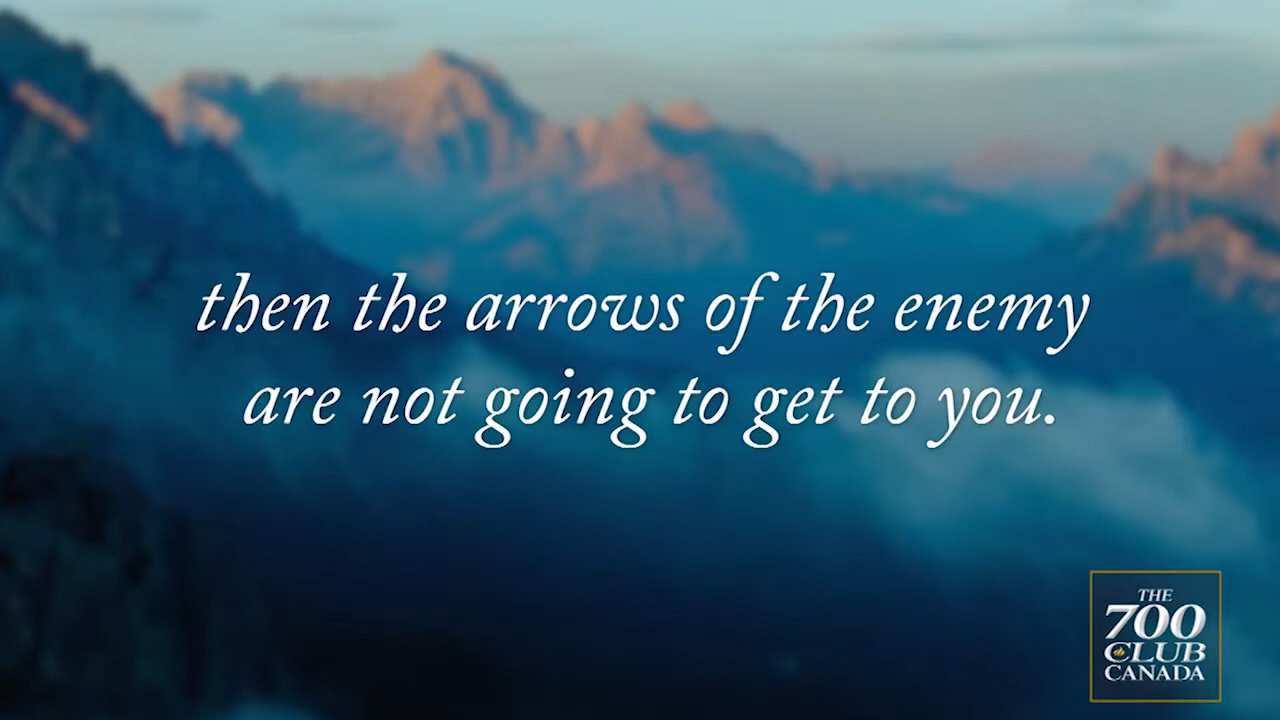 then the arrows of the enemy
are not going to get to you.
THE
700
CLUB
CANADA